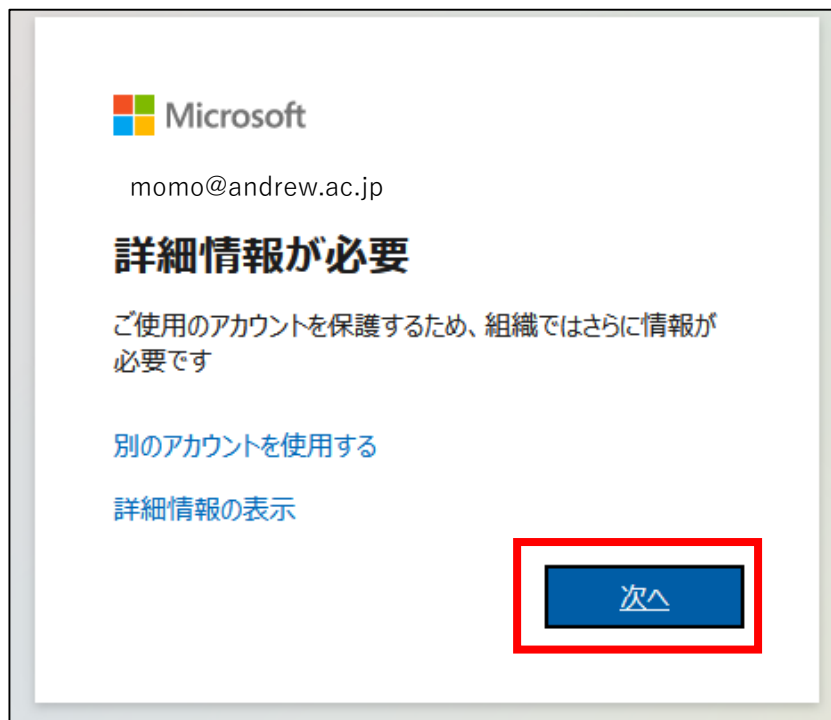 Microsoft
momo@andrew.ac.jp
詳細情報が必要
ご使用のアカウントを保護するため、組織ではさらに情報が
必要です
別のアカウントを使用する
詳細情報の表示
次へ